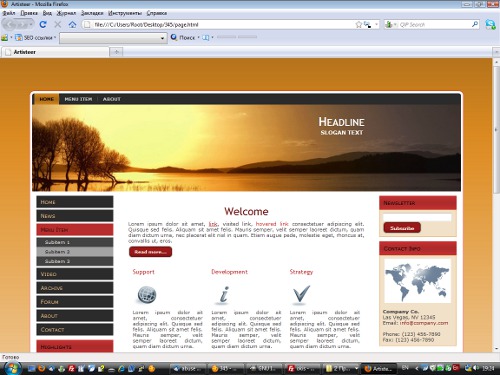 Artisteer - Mozilla Firefox
Файл Правка Вид Журнал Закладки Инструменты Справка
file:///C:/Users/Root/Desktop/345/page.html
QIP Search
SEO ссылки
Поиск
Artisteer
HOME MENU ITEM ABOUT
HEADLINE
SLOGAN TEXT
HOME
NEWS
MENU ITEM
Subitem 1
Subitem 2
Subitem 3
VIDEO
ARCHIVE
FORUM
ABOUT
CONTACT
HIGHLIGHTS
Welcome
Lorem ipsum dolor sit amet, link, visited link, hovered link consectetuer adipiscing elit.
Quisque sed felis. Aliquam sit amet felis. Mauris semper, velit semper laoreet dictum, quam
diam dictum urna, nec placerat elit nisl in quam. Etiam augue pede, molestie eget, rhoncus at,
convallis ut, eros.
Read more...
Support
Lorem ipsum dolor sit
amet, consectetuer
adipiscing elit. Quisque
sed felis. Aliquam sit
amet felis. Mauris
semper, velit semper
laoreet dictum, quam
diam dictum urna.
Development
Lorem ipsum dolor sit
amet, consectetuer
adipiscing elit. Quisque
sed felis. Aliquam sit
amet felis. Mauris
semper, velit semper
laoreet dictum, quam
diam dictum urna.
Strategy
Lorem ipsum dolor sit
amet, consectetuer
adipiscing elit. Quisque
sed felis. Aliquam sit
amet felis. Mauris
semper, velit semper
laoreet dictum, quam
diam dictum urna.
NEWSLETTER
Subscribe
CONTACT INFO
Company Co.
Las Vegas, NV 12345
Email: info@company.com
Phone: (123) 456-7890
Fax: (123) 456-7890
Готово
EN